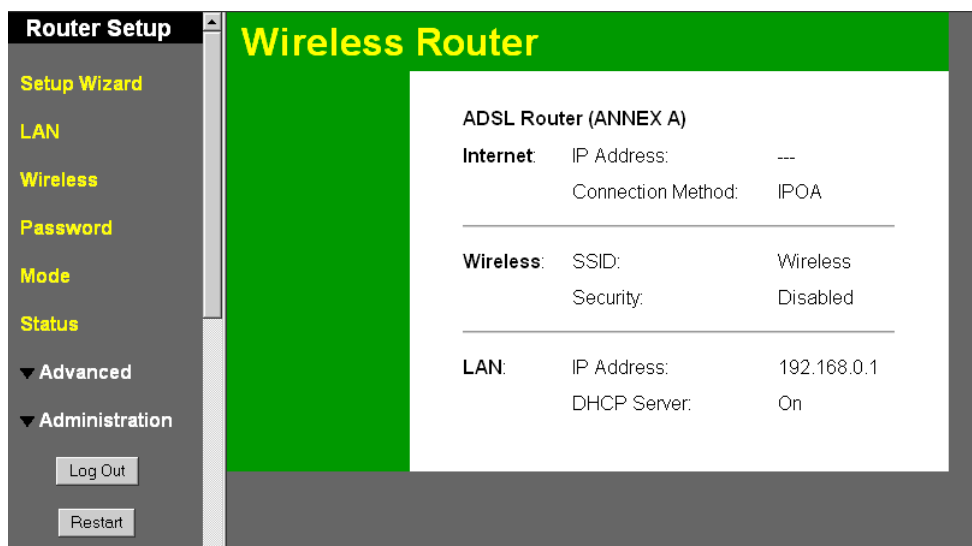 Router Setup
Setup Wizard
LAN
Wireless
Password
Mode
Status
Advanced
Administration
Log Out
Restart
Wireless Router
ADSL Router (ANNEX A)
Internet: IP Address: ---
Connection Method: IPOA
Wireless: SSID: Wireless
Security: Disabled
LAN: IP Address: 192.168.0.1
DHCP Server: On